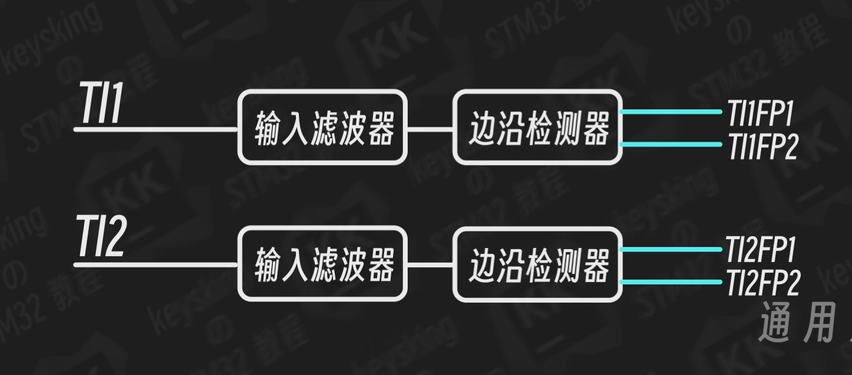 TI1
输入滤波器
边沿检测器
TI1FP1
TI1FP2
TI2
输入滤波器
边沿检测器
TI2FP1
TI2FP2
通用
keysking
の
STM32 教程
KK